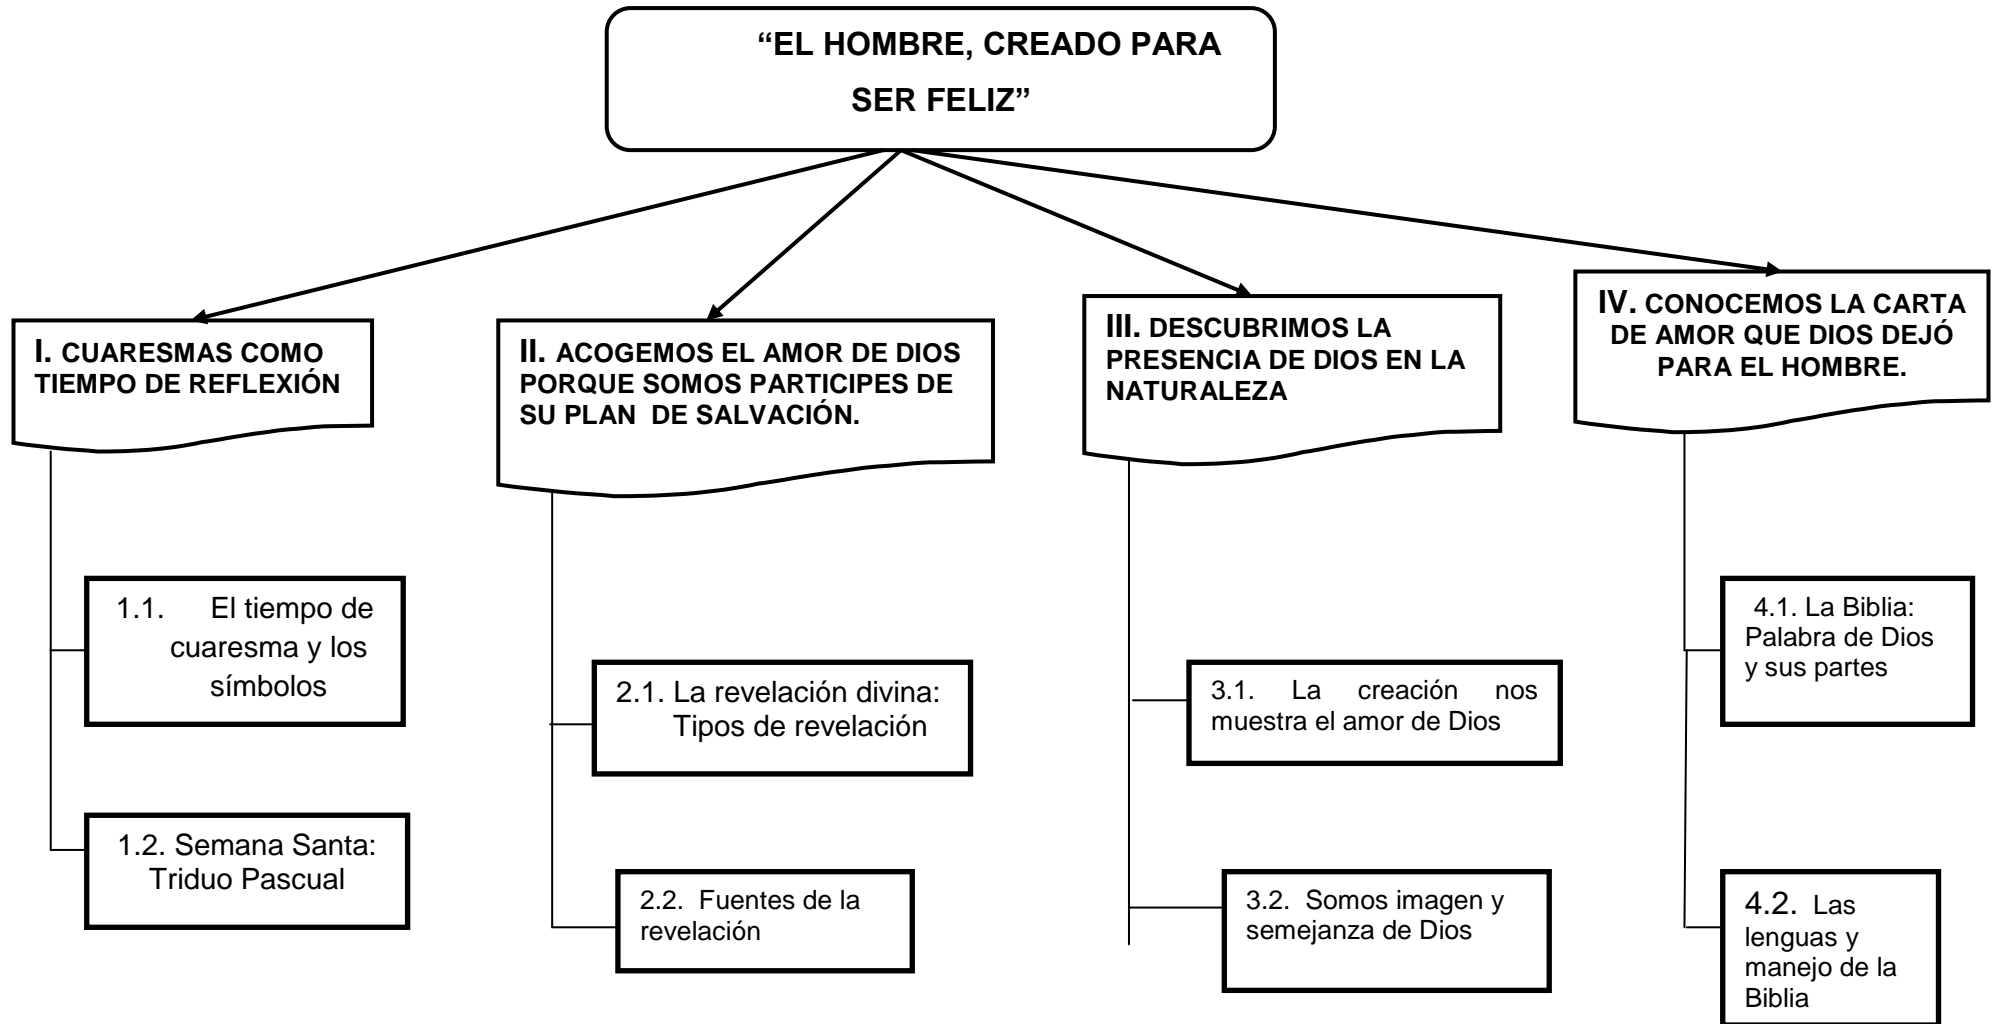 “EL HOMBRE, CREADO PARA
SER FELIZ”
I. CUARESMAS COMO
TIEMPO DE REFLEXIÓN
II. ACOGEMOS EL AMOR DE DIOS
PORQUE SOMOS PARTICIPES DE
SU PLAN DE SALVACIÓN.
III. DESCUBRIMOS LA
PRESENCIA DE DIOS EN LA
NATURALEZA
IV. CONOCEMOS LA CARTA
DE AMOR QUE DIOS DEJÓ
PARA EL HOMBRE.
1.1. El tiempo de
cuaresma y los
símbolos
1.2. Semana Santa:
Triduo Pascual
2.1. La revelación divina:
Tipos de revelación
2.2. Fuentes de la
revelación
3.1. La creación nos
muestra el amor de Dios
3.2. Somos imagen y
semejanza de Dios
4.1. La Biblia:
Palabra de Dios
y sus partes
4.2. Las
lenguas y
manejo de la
Biblia